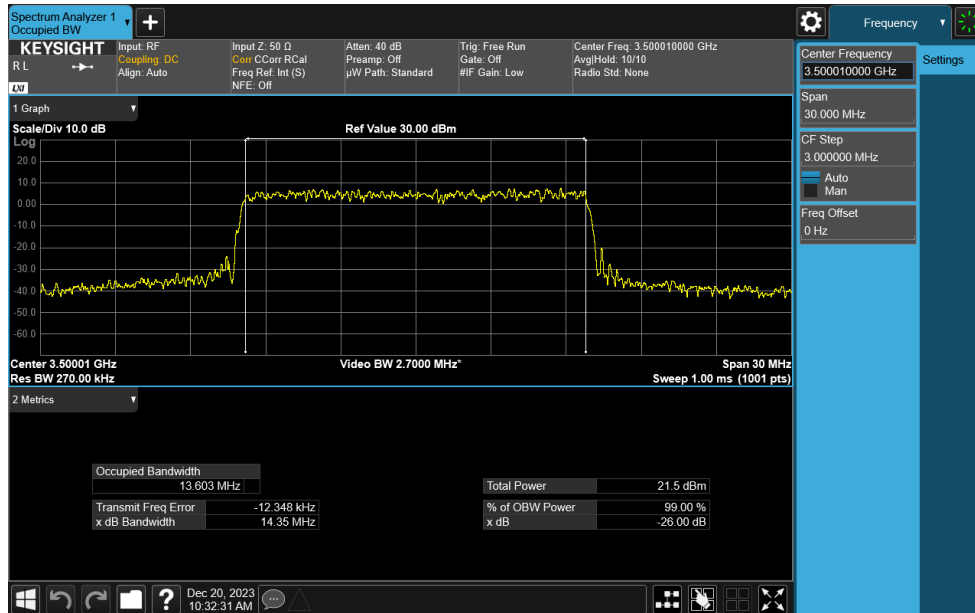 Spectrum Analyzer 1
Occupied BW
Frequency
KEYSIGHT
R L
LXI
Input: RF
Coupling: DC
Align: Auto
Input Z: 50 Ω
Corr CCorr RCal
Freq Ref: Int (S)
NFE: Off
Atten: 40 dB
Preamp: Off
µW Path: Standard
Trig: Free Run
Gate: Off
#IF Gain: Low
Center Freq: 3.500010000 GHz
Avg|Hold: 10/10
Radio Std: None
Center Frequency
3.500010000 GHz
Settings
Span
30.000 MHz
CF Step
3.000000 MHz
Auto
Man
Freq Offset
0 Hz
1 Graph
Scale/Div 10.0 dB
Ref Value 30.00 dBm
Log
20.0
10.0
0.00
-10.0
-20.0
-30.0
-40.0
-50.0
-60.0
Center 3.50001 GHz
Video BW 2.7000 MHz*
Span 30 MHz
Res BW 270.00 kHz
Sweep 1.00 ms (1001 pts)
2 Metrics
Occupied Bandwidth
13.603 MHz
Total Power 21.5 dBm
Transmit Freq Error -12.348 kHz
% of OBW Power 99.00 %
x dB Bandwidth 14.35 MHz
x dB -26.00 dB
?
Dec 20, 2023
10:32:31 AM